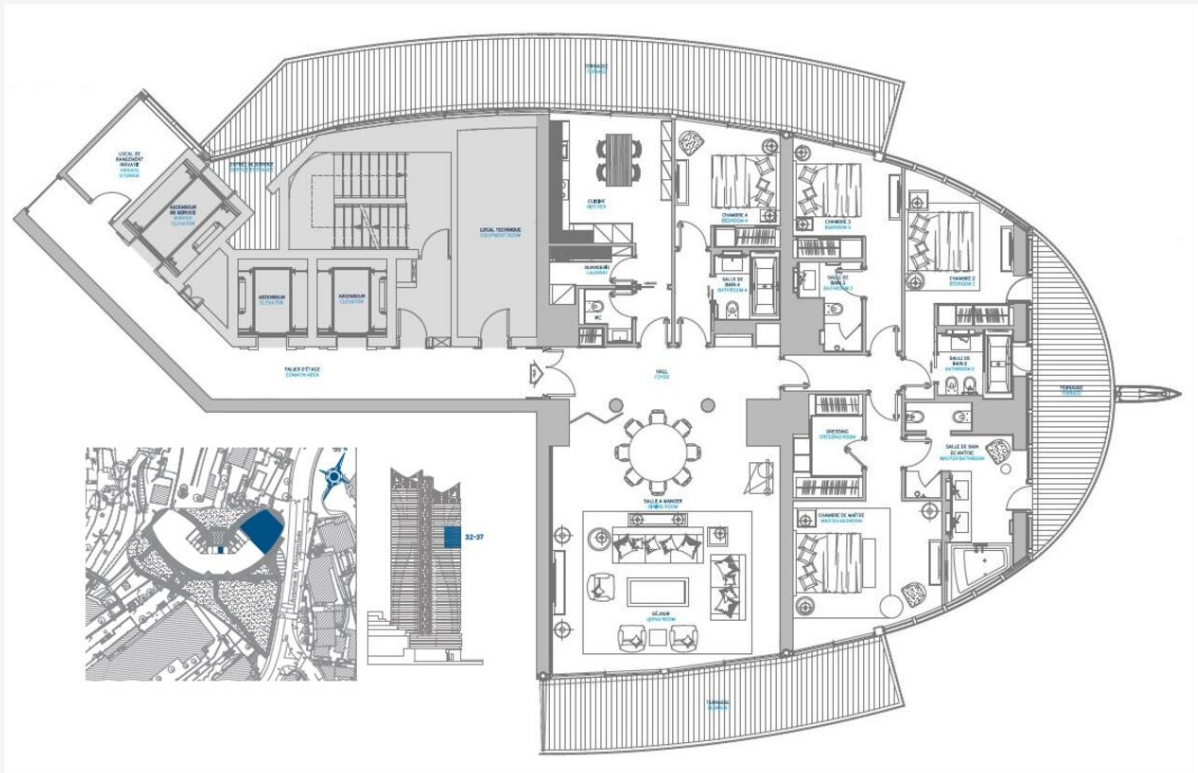 TERRASSE
TERRACE
LOCAL DE
RANGEMENT
PRIVATIF
PRIVATE
STORAGE
ASCENSEUR
DE SERVICE
SERVICE
ELEVATOR
LOCAL TECHNIQUE
EQUIPMENT ROOM
CUISINE
KITCHEN
CHAMBRE 4
BEDROOM 4
CHAMBRE 3
BEDROOM 3
CHAMBRE 2
BEDROOM 2
BUANDERIE
LAUNDRY
SALLE DE
BAIN 4
BATHROOM 4
SALLE DE
BAIN 3
BATHROOM 3
ASCENSEUR
ELEVATOR
ASCENSEUR
ELEVATOR
WC
SALLE DE
BAIN 2
BATHROOM 2
PALIER D'ÉTAGE
COMMON AREA
HALL
FOYER
TERRASSE
TERRACE
DRESSING
DRESSING ROOM
SALLE DE BAIN
DE MAÎTRE
MASTER BATHROOM
SALLE A MANGER
DINING ROOM
CHAMBRE DE MAÎTRE
MASTER BEDROOM
32-37
SÉJOUR
LIVING ROOM
TERRASSE